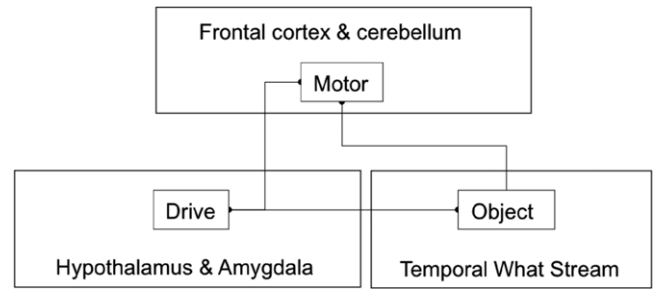 Frontal cortex & cerebellum
Motor
Drive
Object
Hypothalamus & Amygdala
Temporal What Stream